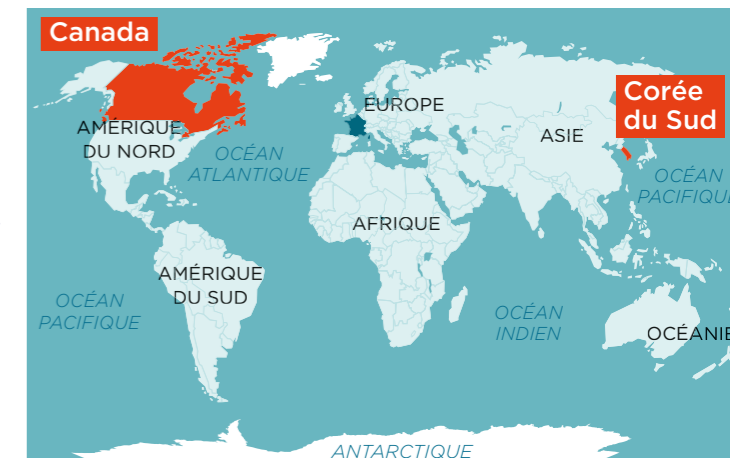 Canada
Corée
du Sud
EUROPE
AMÉRIQUE
DU NORD
ASIE
OCÉAN
ATLANTIQUE
OCÉAN
PACIFIQUE
AFRIQUE
AMÉRIQUE
DU SUD
OCÉAN
PACIFIQUE
OCÉAN
INDIEN
OCÉANIE
ANTARCTIQUE